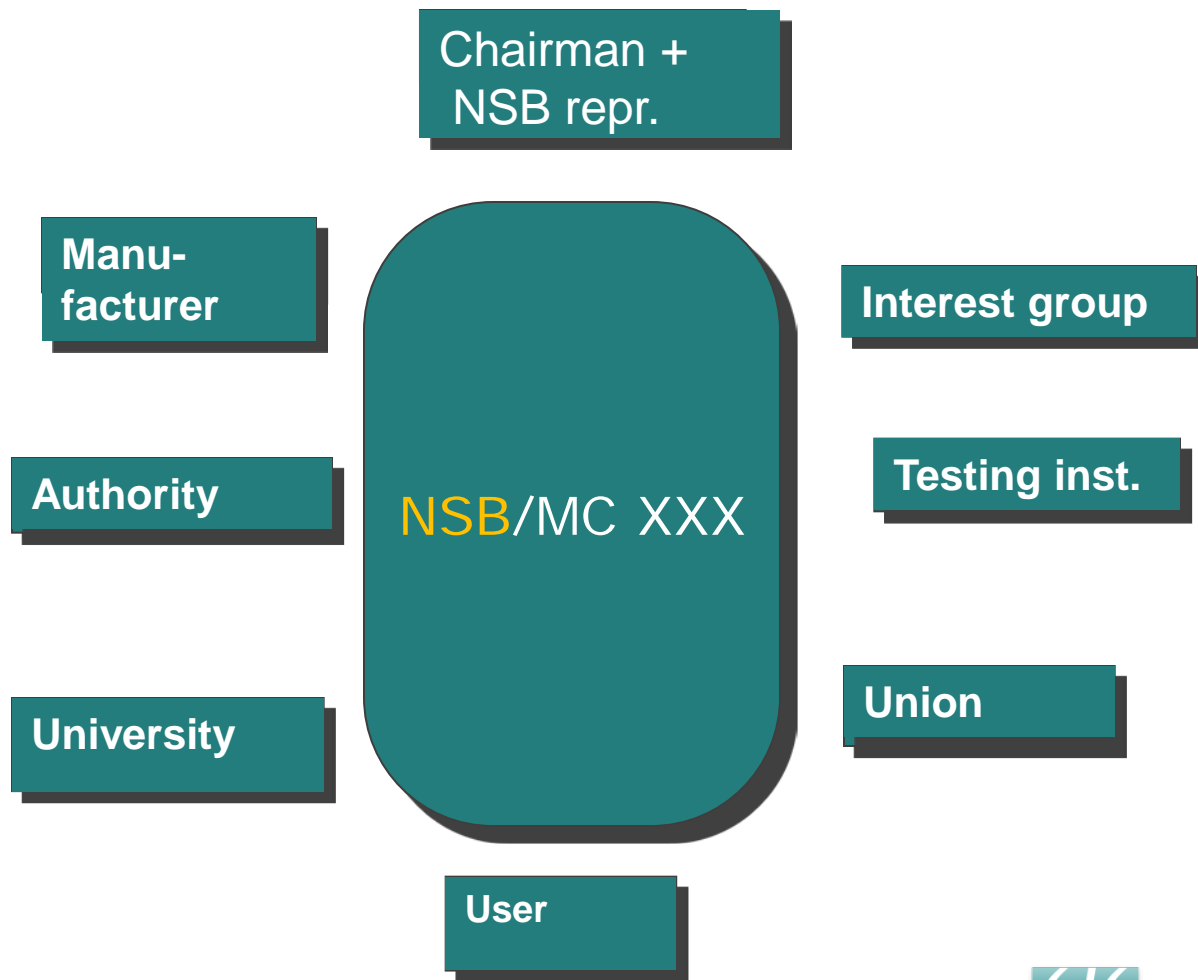 Chairman +
NSB repr.
Manu-
facturer
Interest group
Authority
Testing inst.
NSB/MC XXX
University
Union
User